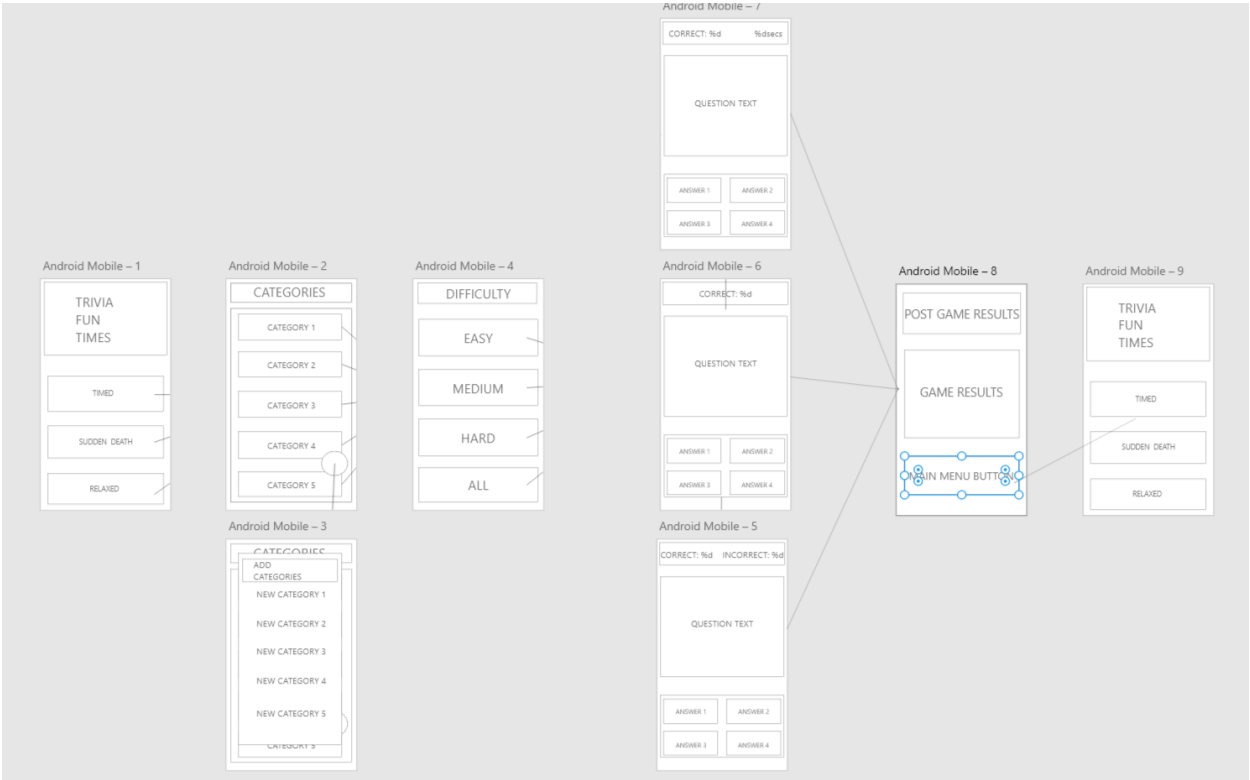 Android Mobile – 7
CORRECT: %d %dsecs
QUESTION TEXT
ANSWER 1 ANSWER 2
ANSWER 3 ANSWER 4
Android Mobile – 1
TRIVIA
FUN
TIMES
TIMED
SUDDEN DEATH
RELAXED
Android Mobile – 2
CATEGORIES
CATEGORY 1
CATEGORY 2
CATEGORY 3
CATEGORY 4
CATEGORY 5
Android Mobile – 4
DIFFICULTY
EASY
MEDIUM
HARD
ALL
Android Mobile – 6
CORRECT: %d
QUESTION TEXT
ANSWER 1 ANSWER 2
ANSWER 3 ANSWER 4
Android Mobile – 8
POST GAME RESULTS
GAME RESULTS
MAIN MENU BUTTON
Android Mobile – 9
TRIVIA
FUN
TIMES
TIMED
SUDDEN DEATH
RELAXED
Android Mobile – 3
CATEGORIES
ADD
CATEGORIES
NEW CATEGORY 1
NEW CATEGORY 2
NEW CATEGORY 3
NEW CATEGORY 4
NEW CATEGORY 5
CATEGORY 5
Android Mobile – 5
CORRECT: %d INCORRECT: %d
QUESTION TEXT
ANSWER 1 ANSWER 2
ANSWER 3 ANSWER 4